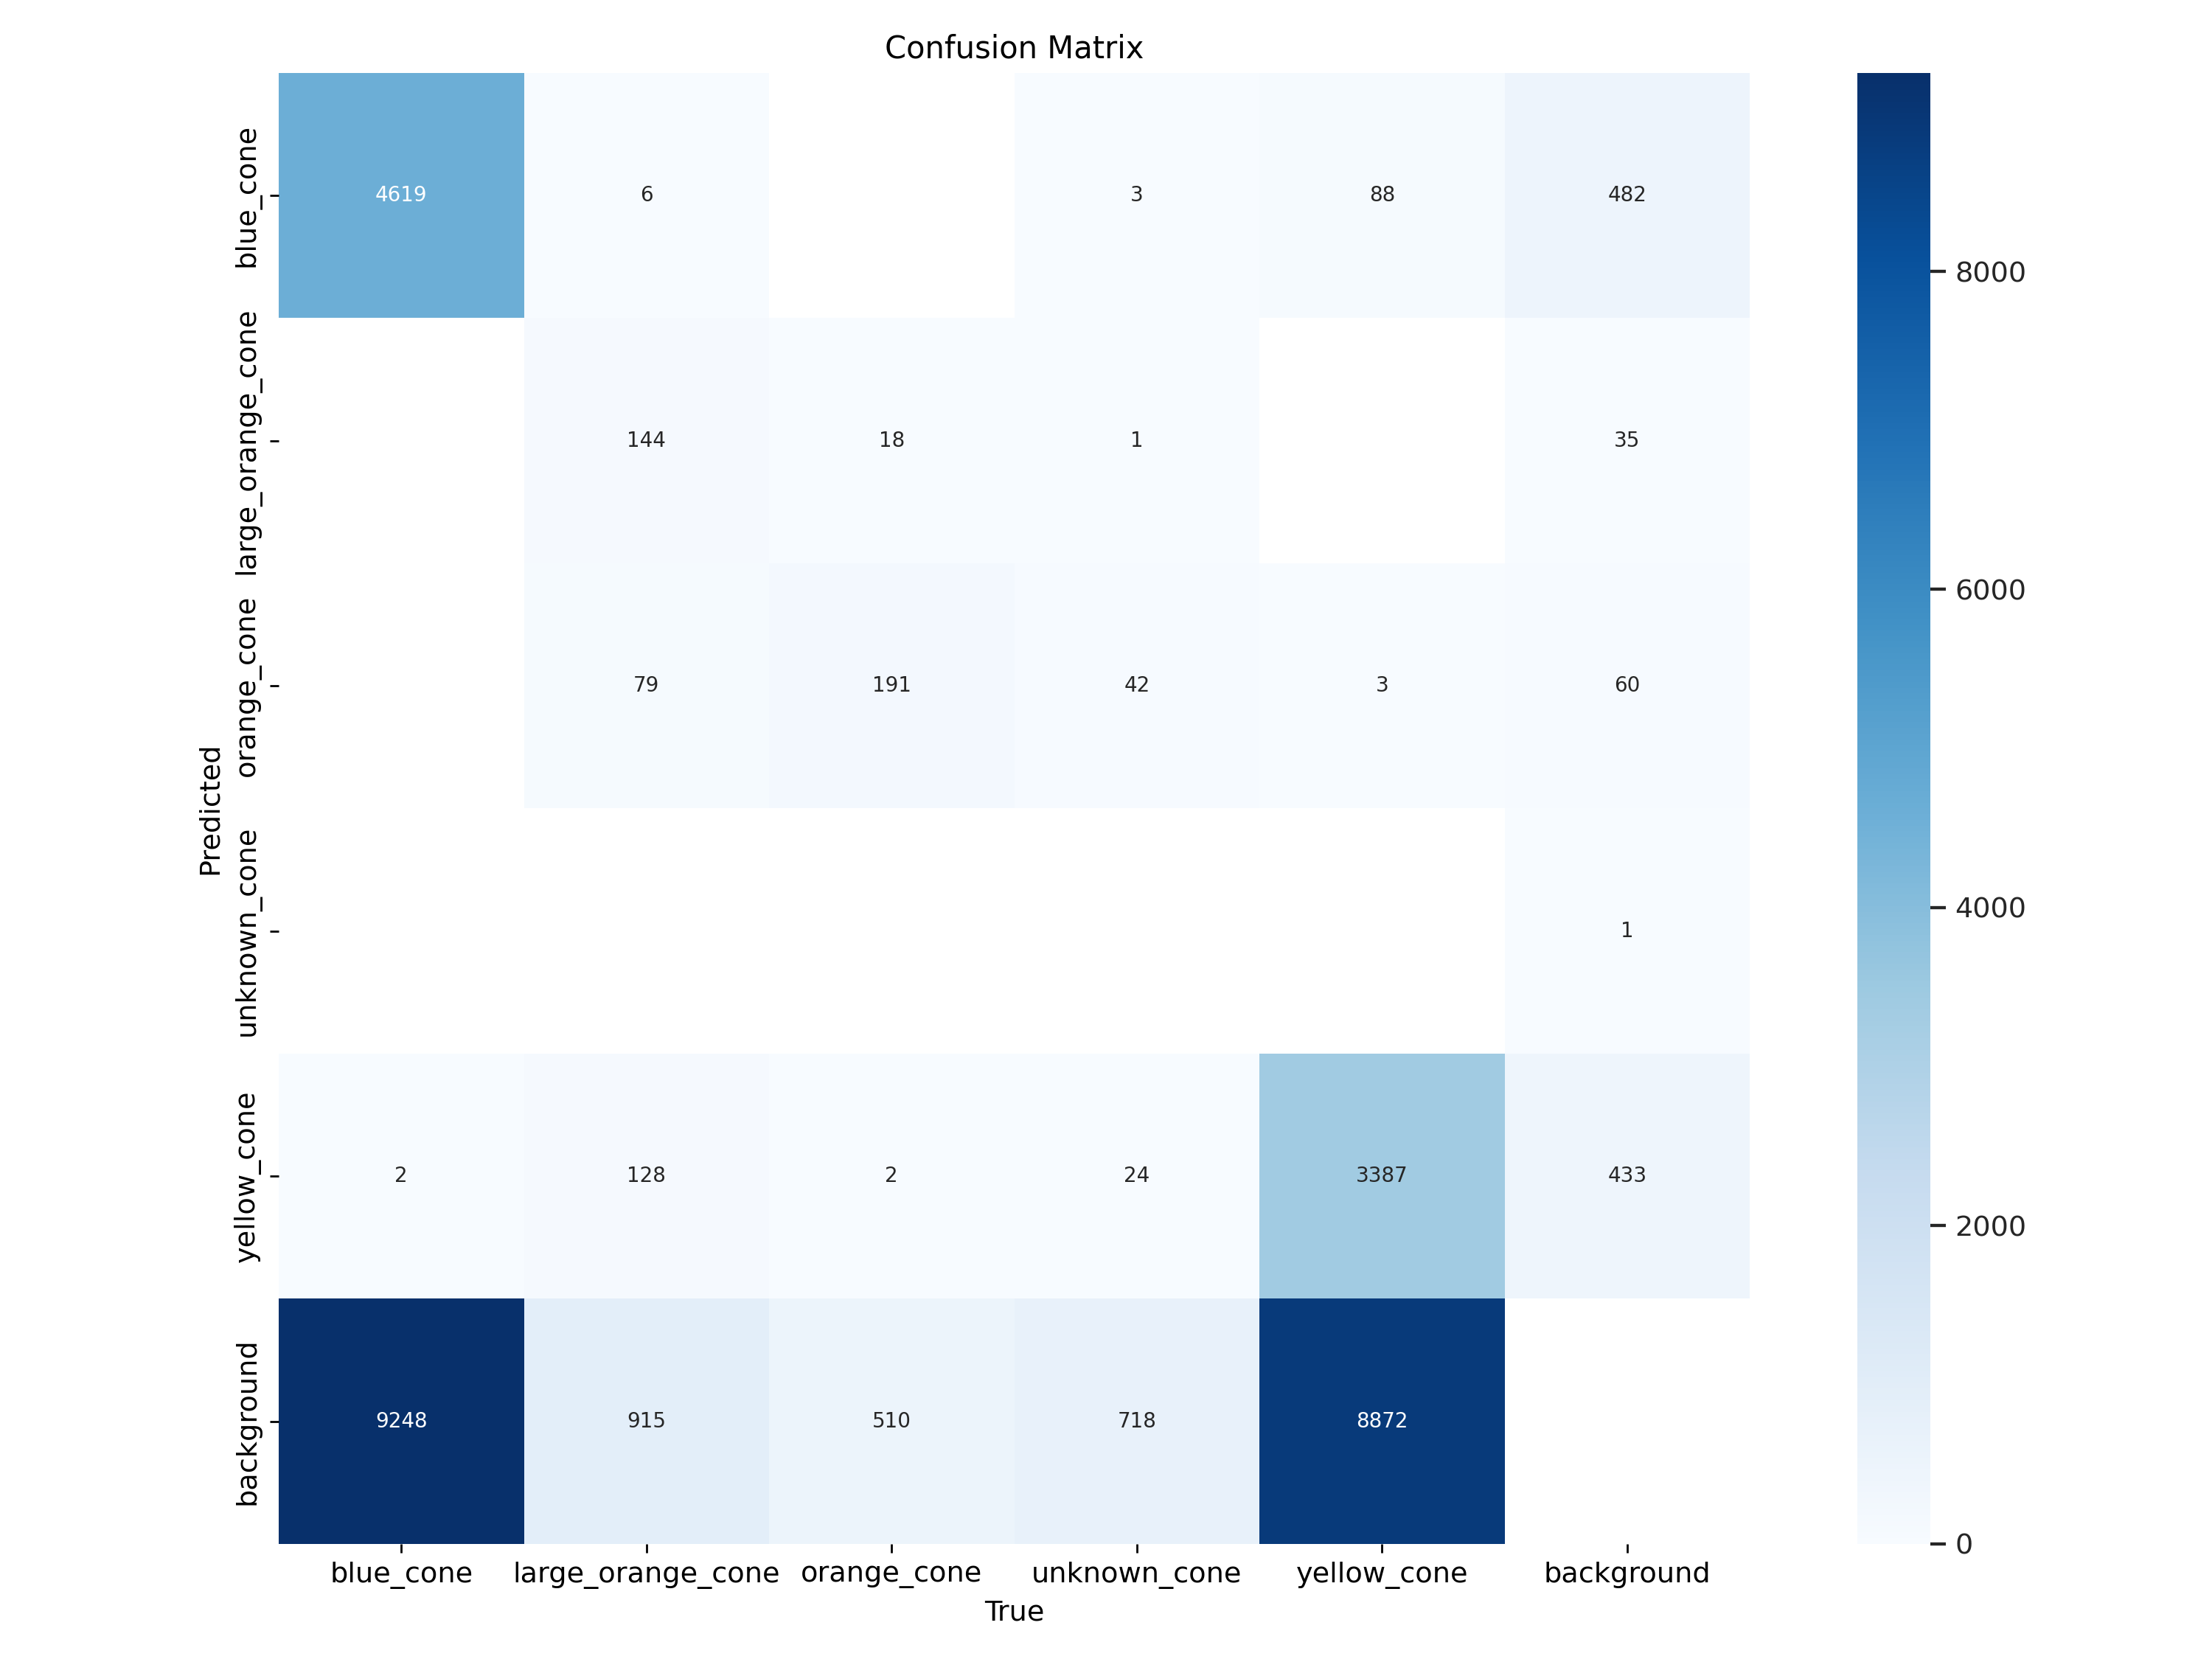 Confusion Matrix
blue_cone
4619
6
3
88
482
large_orange_cone
144
18
1
35
orange_cone
79
191
42
3
60
unknown_cone
1
yellow_cone
2
128
2
24
3387
433
background
9248
915
510
718
8872
Predicted
blue_cone
large_orange_cone
orange_cone
unknown_cone
yellow_cone
background
True
8000
6000
4000
2000
0